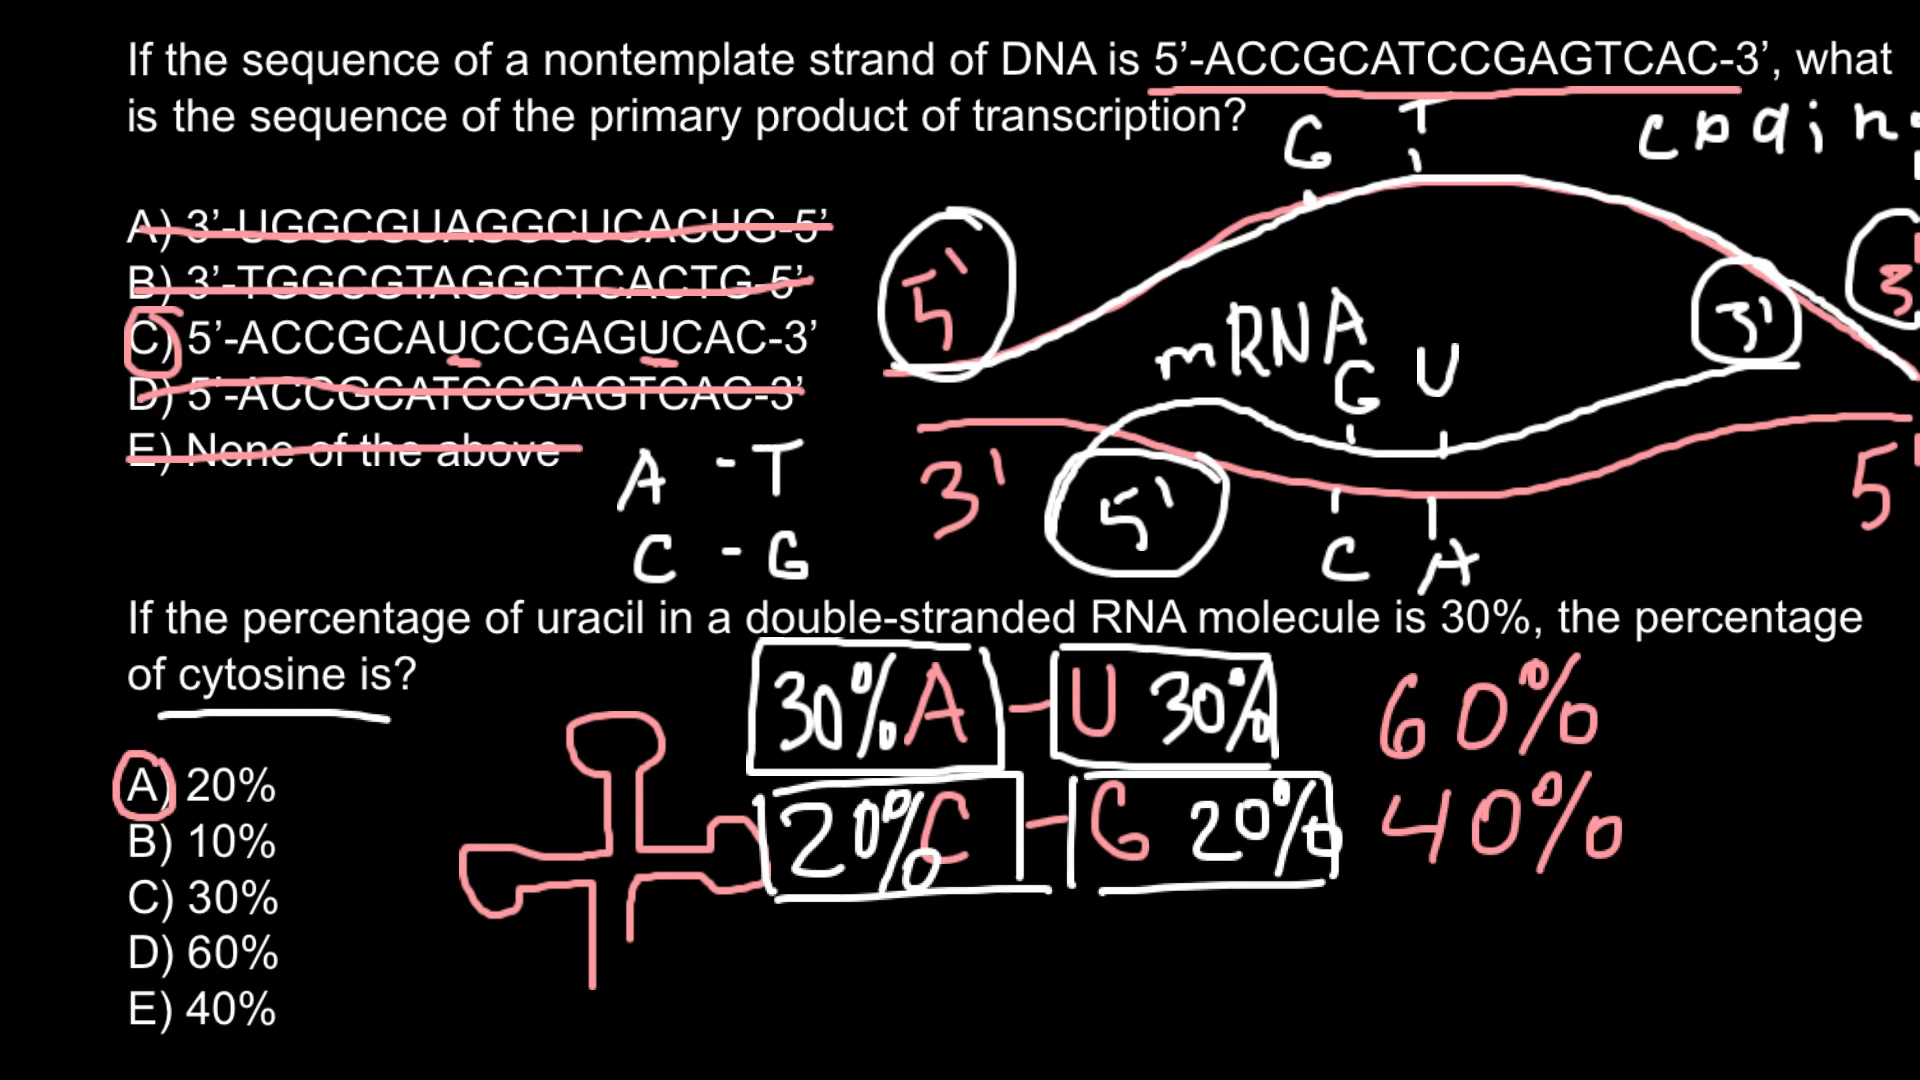 If the sequence of a nontemplate strand of DNA is 5’-ACCGCATCCGAGTCAC-3’, what
is the sequence of the primary product of transcription?
G T codin
A) 3’-UGGCGUAGGCUCACUG-5’
B) 3’-TGGCGTAGGCTCACTG-5’
C) 5’-ACCGCAUCCGAGUCAC-3’
D) 5’-ACCGCATCCGAGTCAC-3’
E) None of the above
5' 3' 3
mRNA
G U
A - T
C - G
3' 5' 5
C A
If the percentage of uracil in a double-stranded RNA molecule is 30%, the percentage
of cytosine is?
30% A - U 30% 60%
20% C - G 20% 40%
A) 20%
B) 10%
C) 30%
D) 60%
E) 40%